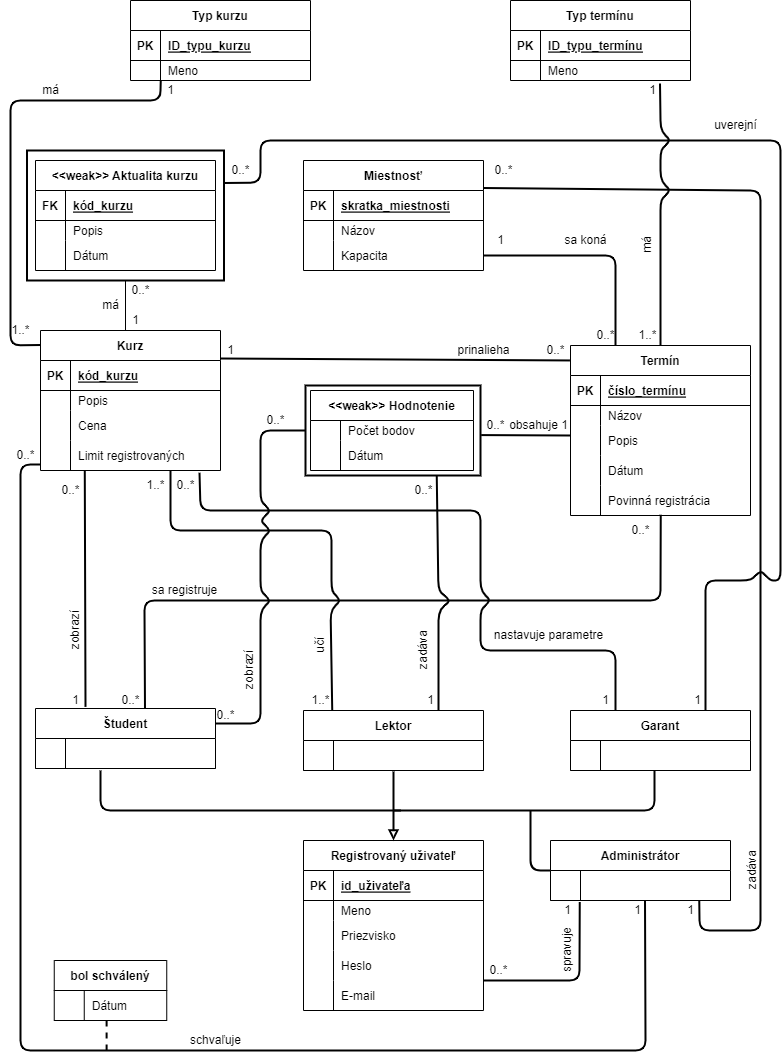 Typ kurzu
PK ID_typu_kurzu
Meno
Typ termínu
PK ID_typu_termínu
Meno
má
1
1
uverejní
<<weak>> Aktualita kurzu
FK kód_kurzu
Popis
Dátum
0..*
Miestnosť
PK skratka_miestnosti
Názov
Kapacita
0..*
1
sa koná
má
0..*
má
1
1..*
0..*
1..*
Kurz
PK kód_kurzu
Popis
Cena
Limit registrovaných
1
prinalieha
0..*
Termín
PK číslo_termínu
Názov
Popis
Dátum
Povinná registrácia
<<weak>> Hodnotenie
Počet bodov
Dátum
0..*
0..* obsahuje 1
0..*
0..*
1..*
0..*
0..*
0..*
sa registruje
zobrazí
zobrazí
učí
zadáva
nastavuje parametre
1
0..*
0..*
1..*
1
1
1
Študent
Lektor
Garant
Registrovaný užívateľ
PK id_užívateľa
Meno
Priezvisko
Heslo
E-mail
Administrátor
zadáva
1
1
1
spravuje
0..*
bol schválený
Dátum
schvaľuje